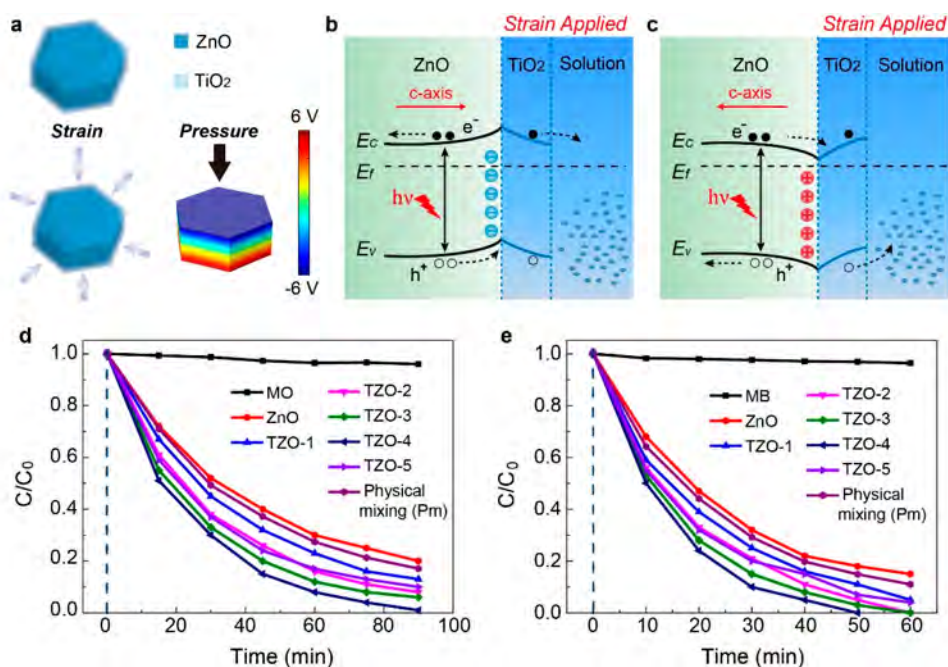 a
ZnO
TiO2
Strain
Pressure
6 V
-6 V
b
Strain Applied
ZnO
TiO2
Solution
c-axis
e-
Ec
Ef
hν
Ev
h+
c
Strain Applied
ZnO
TiO2
Solution
c-axis
e-
Ec
Ef
hν
Ev
h+
d
C/C0
1.0
0.8
0.6
0.4
0.2
0.0
MO
ZnO
TZO-1
TZO-2
TZO-3
TZO-4
TZO-5
Physical
mixing (Pm)
0 20 40 60 80 100
Time (min)
e
C/C0
1.0
0.8
0.6
0.4
0.2
0.0
MB
ZnO
TZO-1
TZO-2
TZO-3
TZO-4
TZO-5
Physical
mixing (Pm)
0 10 20 30 40 50 60
Time (min)